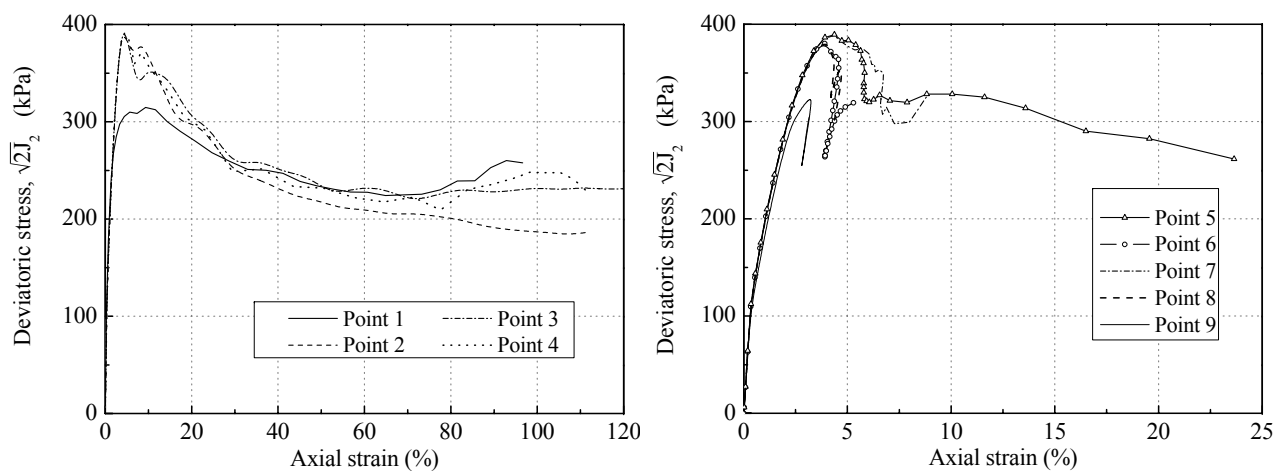 400
300
200
100
0
Deviatoric stress, √2J₂ (kPa)
0 20 40 60 80 100 120
Axial strain (%)
Point 1 Point 3
Point 2 Point 4
400
300
200
100
0
Deviatoric stress, √2J₂ (kPa)
0 5 10 15 20 25
Axial strain (%)
Point 5
Point 6
Point 7
Point 8
Point 9